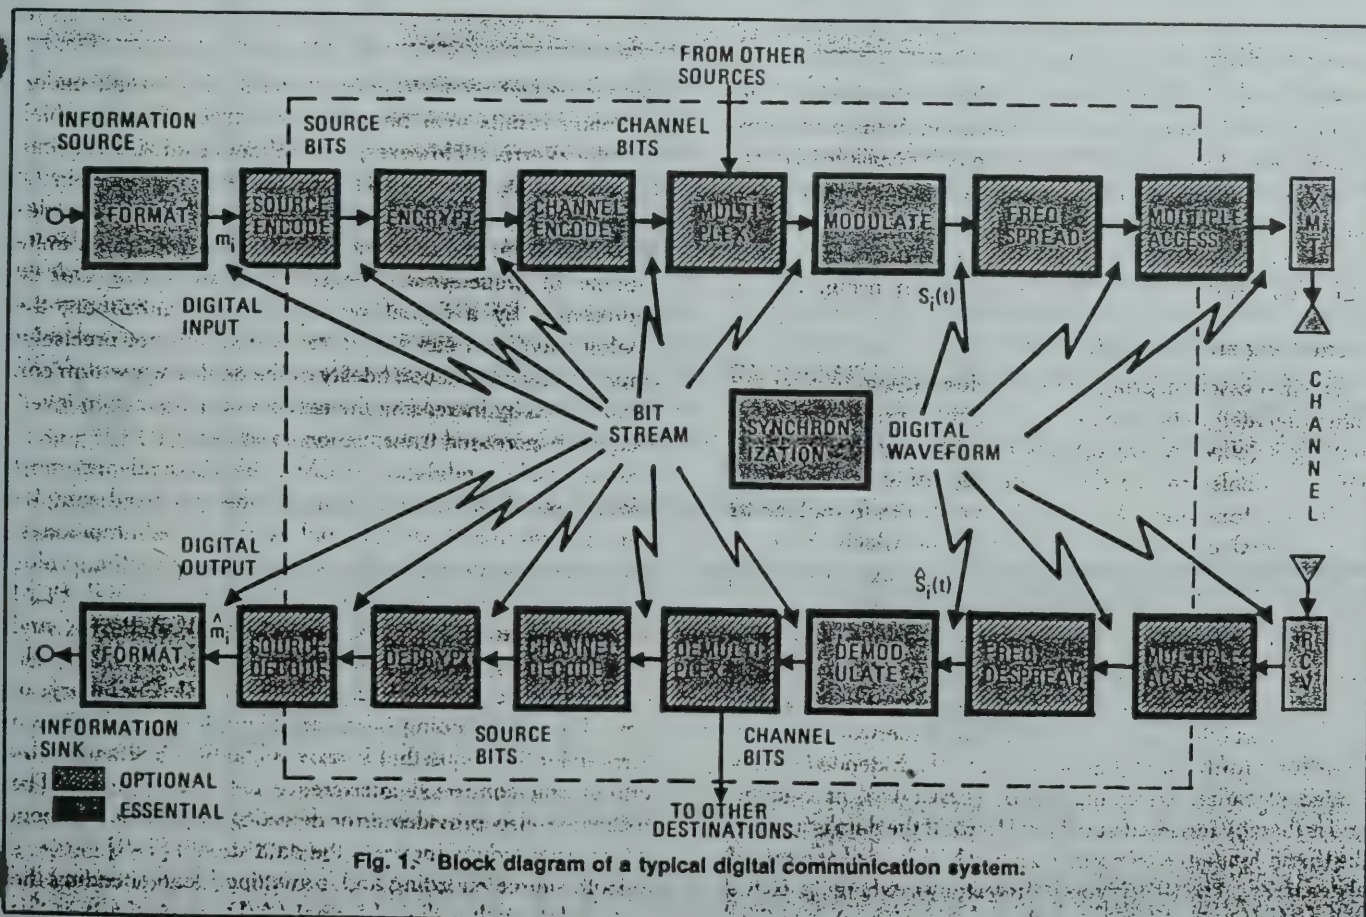 FROM OTHER
SOURCES
INFORMATION
SOURCE
SOURCE
BITS
CHANNEL
BITS
FORMAT
m_i
SOURCE
ENCODE
ENCRYPT
CHANNEL
ENCODE
MULTI
PLEX
MODULATE
FREQ
SPREAD
MULTIPLE
ACCESS
XMT
DIGITAL
INPUT
S_i(t)
BIT
STREAM
SYNCHRON
IZATION
DIGITAL
WAVEFORM
CHANNEL
DIGITAL
OUTPUT
Ŝ_i(t)
FORMAT
m̂_i
SOURCE
DECODE
DECRYPT
CHANNEL
DECODE
DEMULTI
PLEX
DEMOD
ULATE
FREQ
DESPREAD
MULTIPLE
ACCESS
RCV
INFORMATION
SINK
SOURCE
BITS
CHANNEL
BITS
OPTIONAL
ESSENTIAL
TO OTHER
DESTINATIONS
Fig. 1. Block diagram of a typical digital communication system.